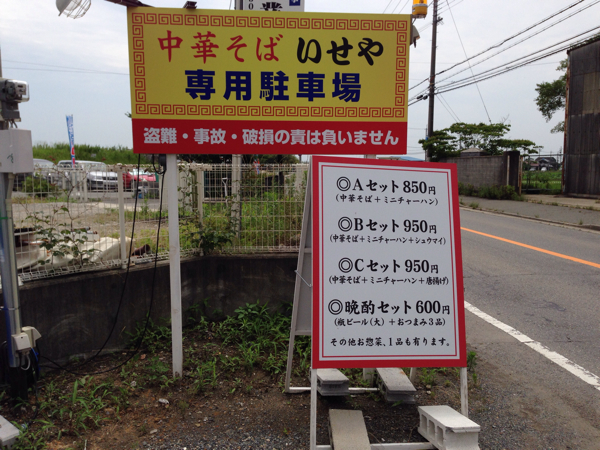 中華そば いせや
専用駐車場
盗難・事故・破損の責は負いません
◎Aセット 850円
（中華そば＋ミニチャーハン）
◎Bセット 950円
（中華そば＋ミニチャーハン＋シュウマイ）
◎Cセット 950円
（中華そば＋ミニチャーハン＋唐揚げ）
◎晩酌セット 600円
（瓶ビール（大）＋おつまみ3品）
その他お惣菜、1品も有ります。